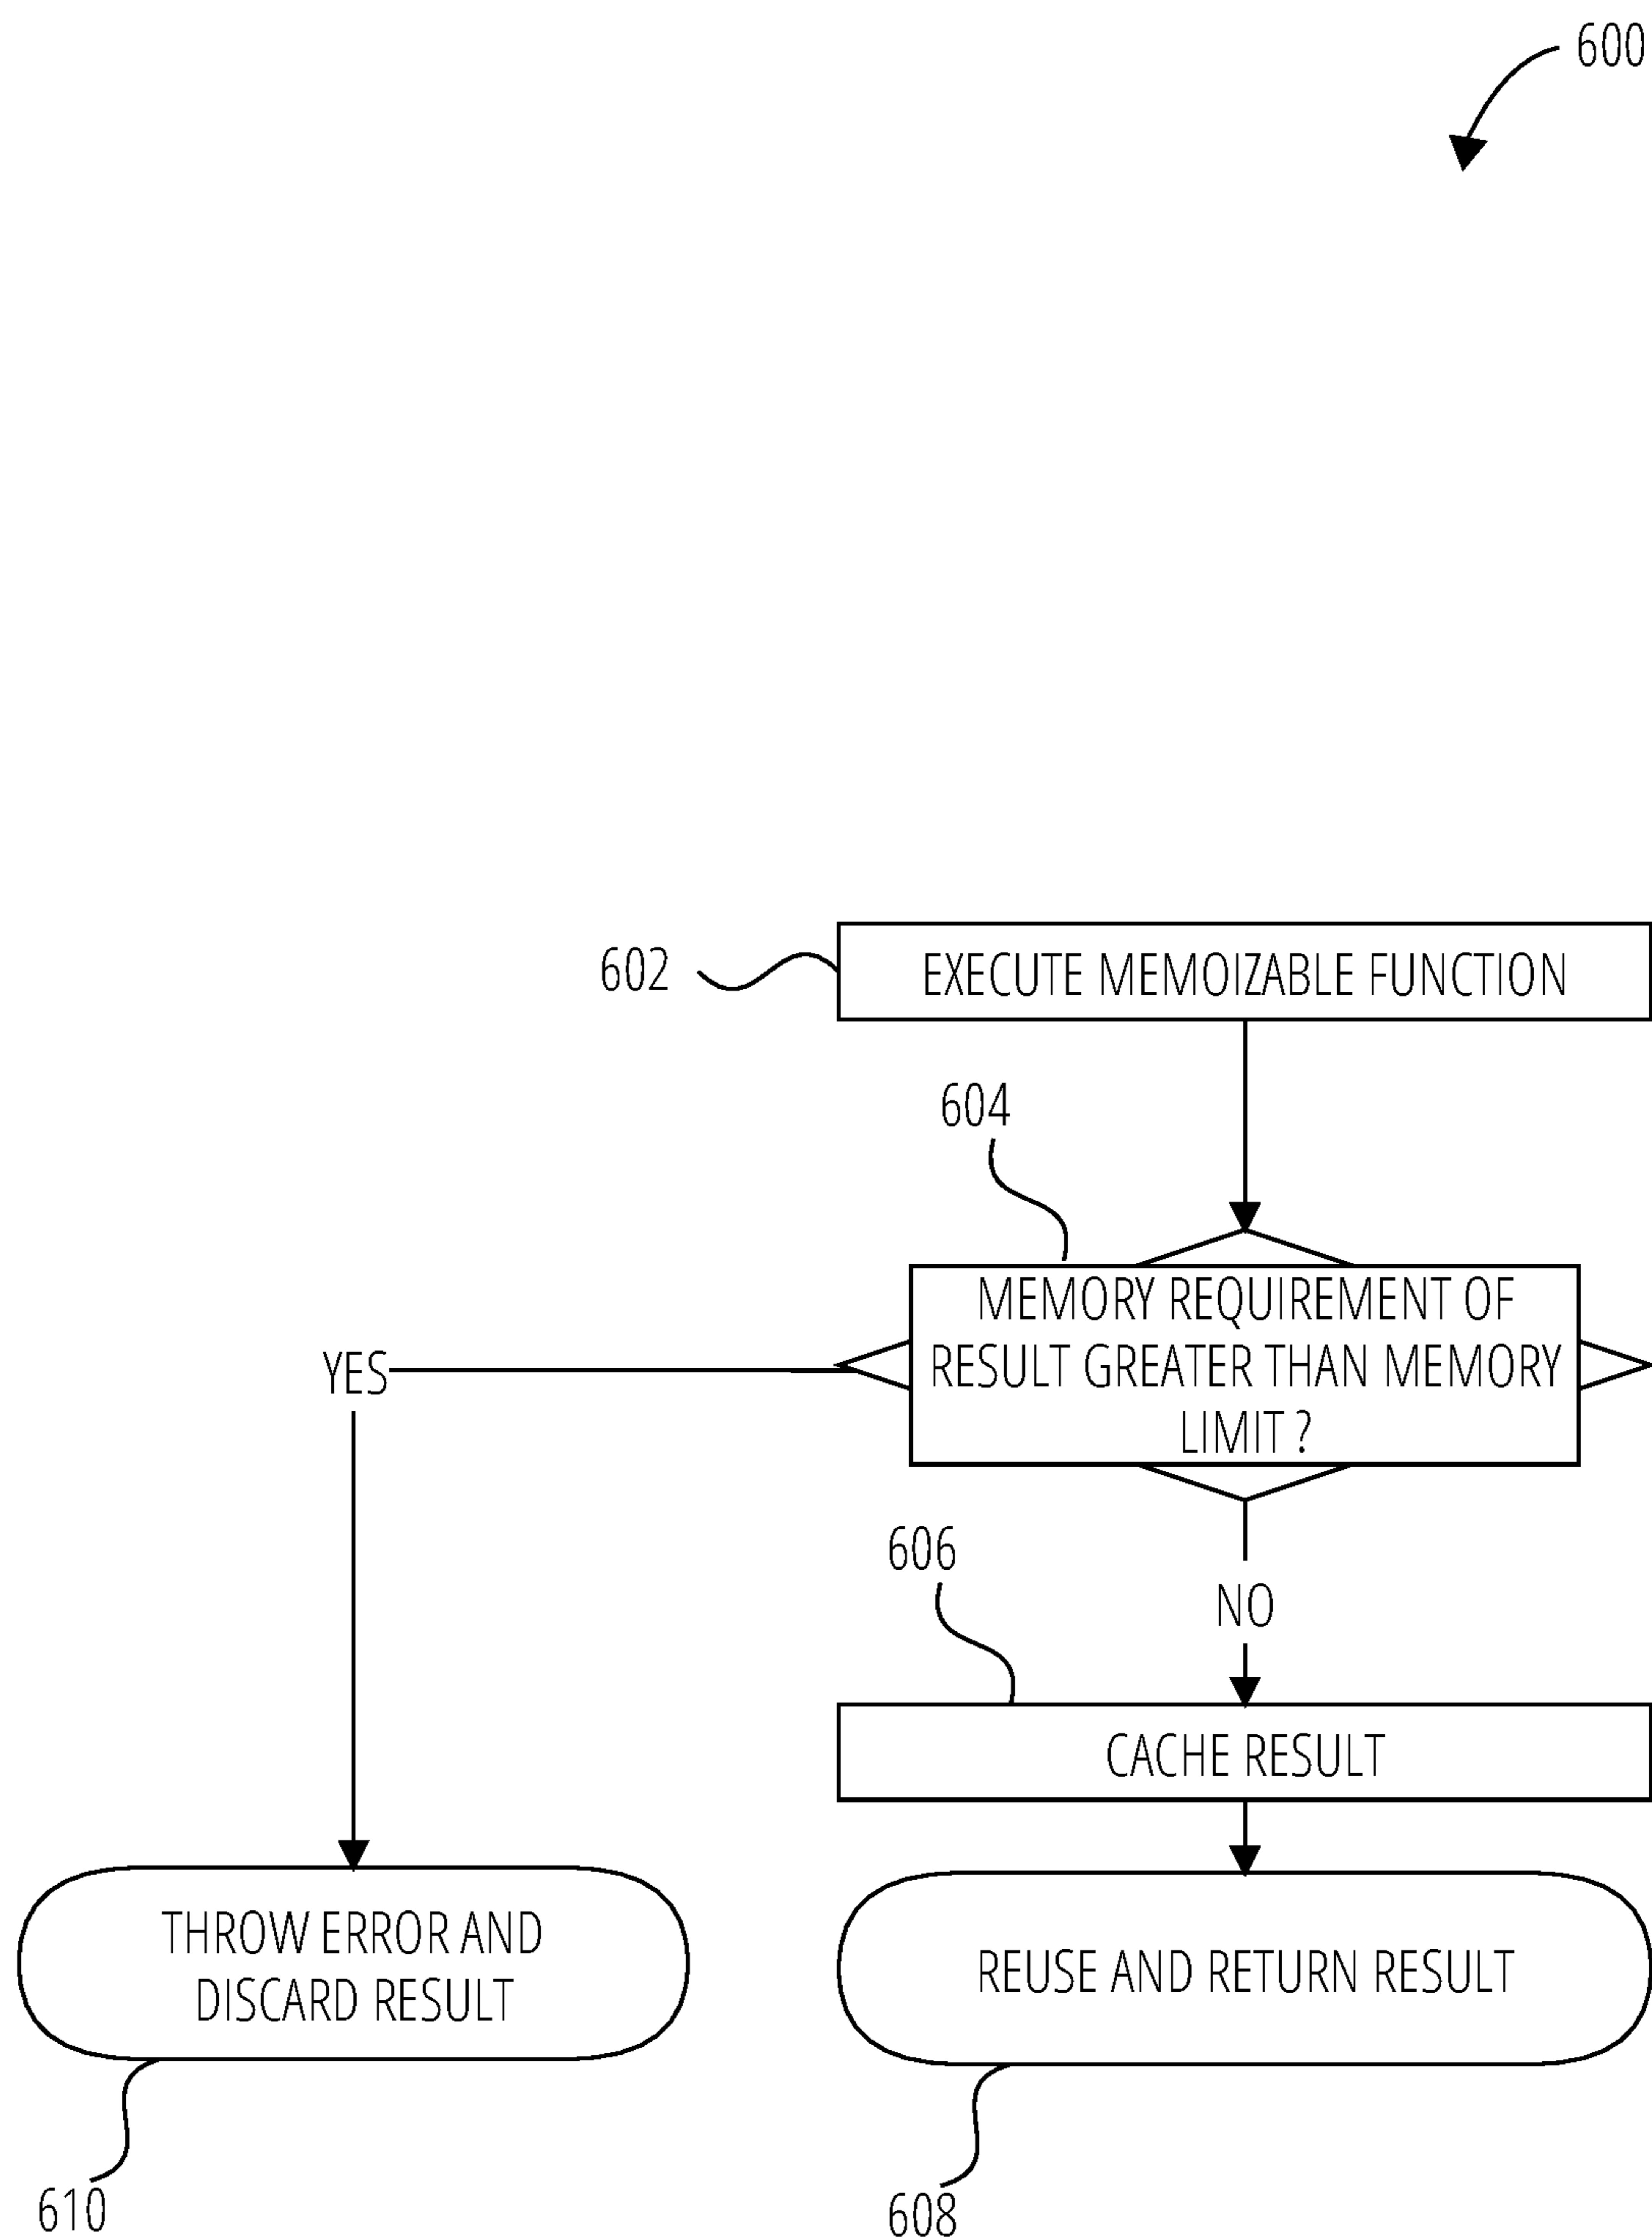 600
602
EXECUTE MEMOIZABLE FUNCTION
604
MEMORY REQUIREMENT OF
RESULT GREATER THAN MEMORY
LIMIT ?
YES
606
NO
CACHE RESULT
THROW ERROR AND
DISCARD RESULT
REUSE AND RETURN RESULT
610
608